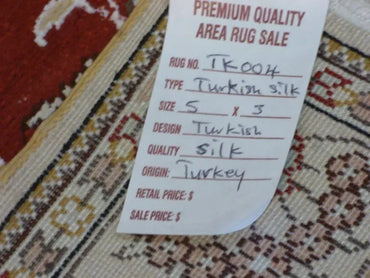 PREMIUM QUALITY
AREA RUG SALE
RUG NO. TK004
TYPE Turkish silk
SIZE 5 X 3
DESIGN Turkish
QUALITY silk
ORIGIN: Turkey
RETAIL PRICE: $
SALE PRICE: $